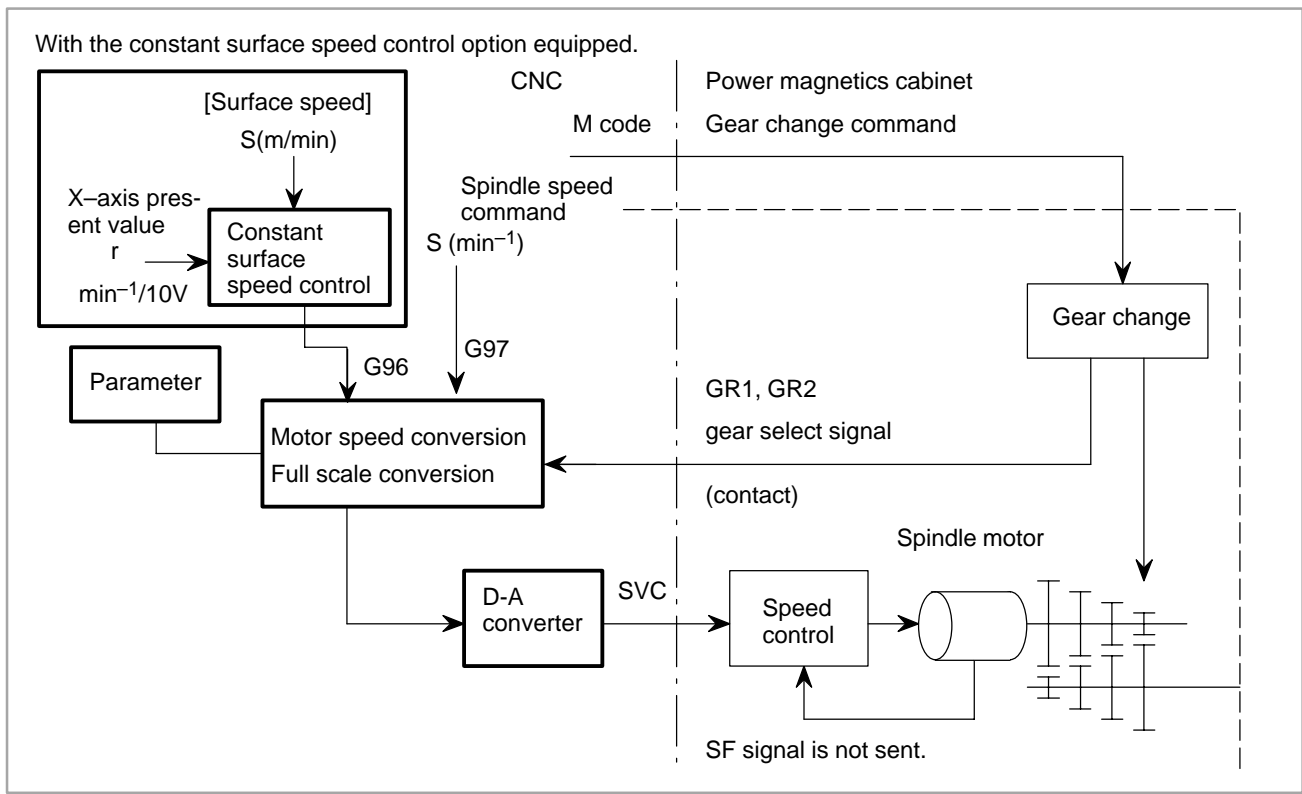 With the constant surface speed control option equipped.
CNC
Power magnetics cabinet
[Surface speed]
S(m/min)
M code
Gear change command
X–axis pres-
ent value
r
min–1/10V
Constant
surface
speed control
Spindle speed
command
S (min–1)
Gear change
G96
G97
Parameter
GR1, GR2
gear select signal
Motor speed conversion
Full scale conversion
(contact)
Spindle motor
D-A
converter
SVC
Speed
control
SF signal is not sent.